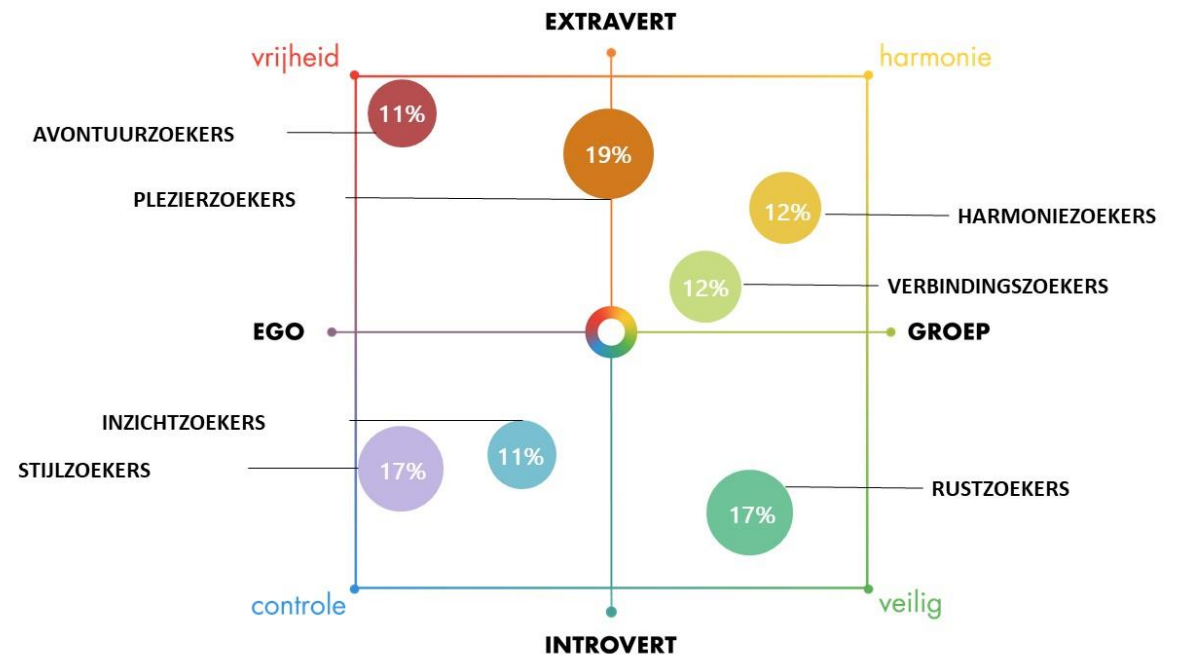 EXTRAVERT
vrijheid
harmonie
11%
AVONTUURZOEKERS
19%
PLEZIERZOEKERS
12%
HARMONIEZOEKERS
12%
VERBINDINGSZOEKERS
EGO
GROEP
INZICHTZOEKERS
11%
STIJLZOEKERS
17%
RUSTZOEKERS
17%
controle
veilig
INTROVERT